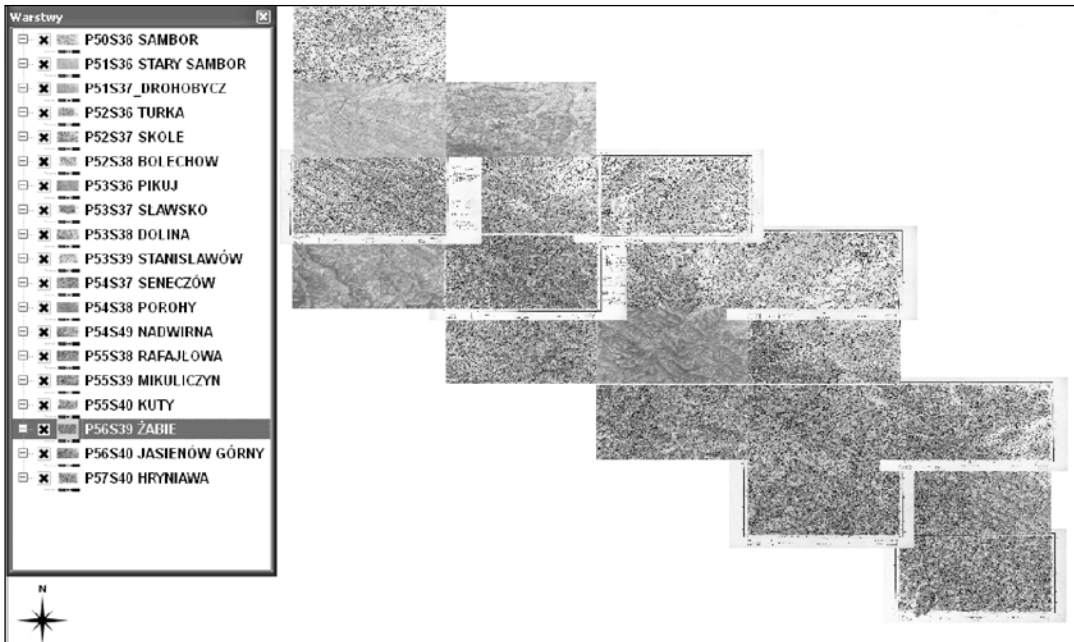 Warstwy
P50S36 SAMBOR
P51S36 STARY SAMBOR
P51S37_DROHOBYCZ
P52S36 TURKA
P52S37 SKOLE
P52S38 BOLECHOW
P53S36 PIKUJ
P53S37 SLAWSKO
P53S38 DOLINA
P53S39 STANISŁAWÓW
P54S37 SENECZÓW
P54S38 POROHY
P54S49 NADWIRNA
P55S38 RAFAJLOWA
P55S39 MIKULICZYN
P55S40 KUTY
P56S39 ŻABIE
P56S40 JASIENÓW GÓRNY
P57S40 HRYNIAWA
N